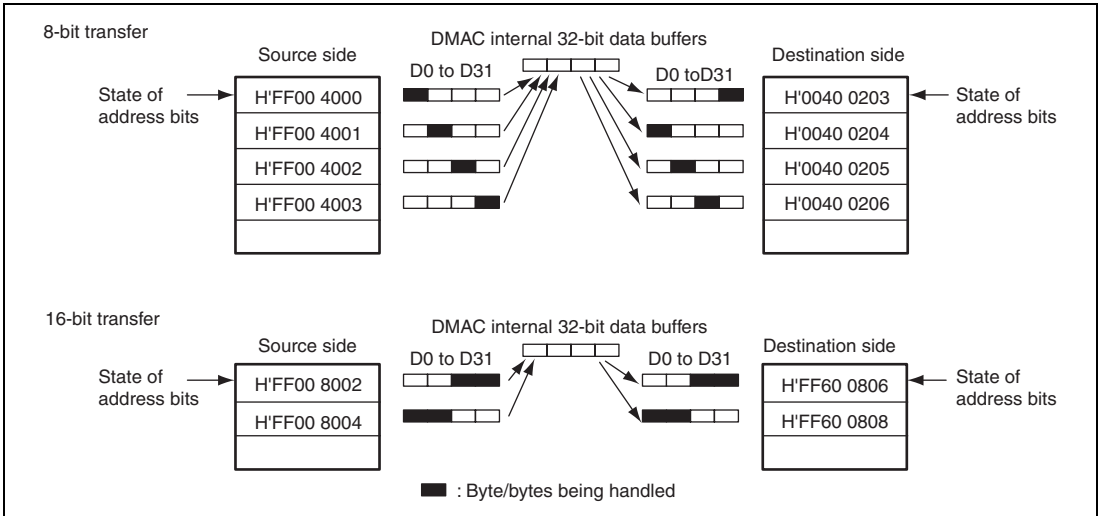 8-bit transfer
DMAC internal 32-bit data buffers
Source side
D0 to D31
D0 toD31
Destination side
State of
address bits
H'FF00 4000
H'FF00 4001
H'FF00 4002
H'FF00 4003
H'0040 0203
H'0040 0204
H'0040 0205
H'0040 0206
State of
address bits
16-bit transfer
DMAC internal 32-bit data buffers
Source side
D0 to D31
D0 to D31
Destination side
State of
address bits
H'FF00 8002
H'FF00 8004
H'FF60 0806
H'FF60 0808
State of
address bits
: Byte/bytes being handled